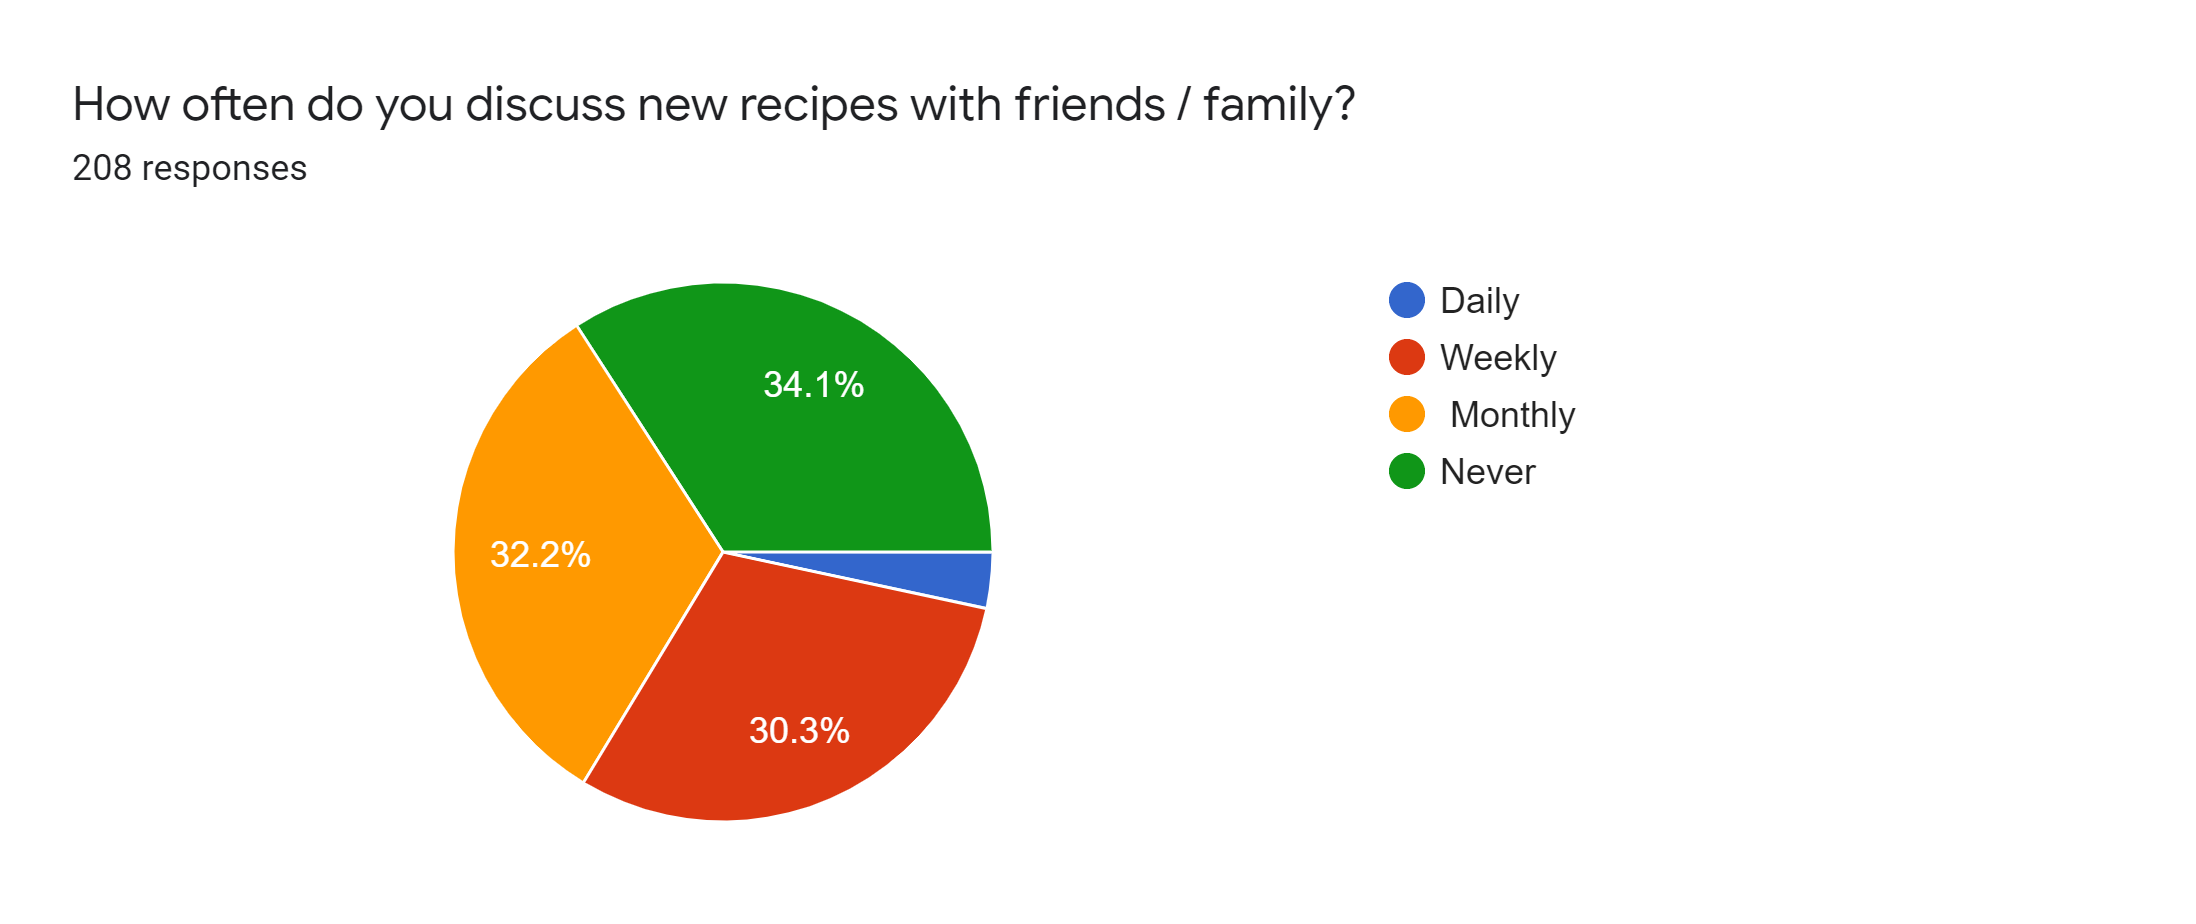 How often do you discuss new recipes with friends / family?
208 responses
34.1%
32.2%
30.3%
Daily
Weekly
Monthly
Never